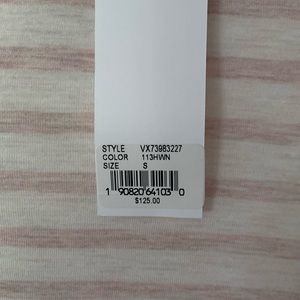 STYLE VX73983227
COLOR 113HWN
SIZE S
1 90820 64103 0
$125.00